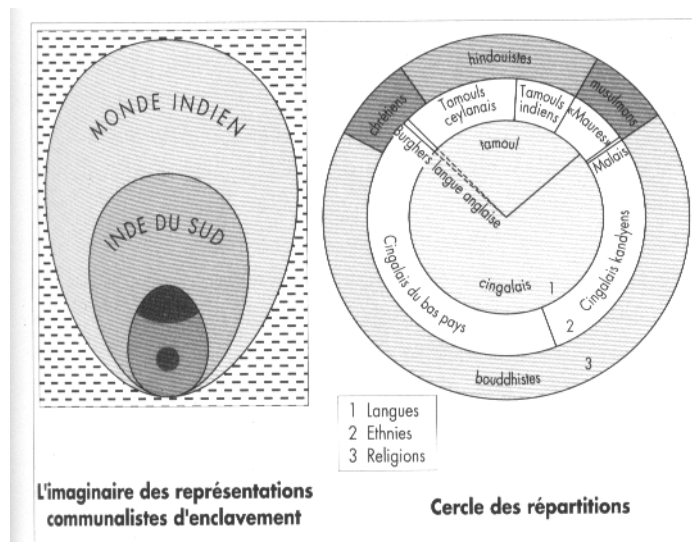 MONDE INDIEN
INDE DU SUD
L'imaginaire des représentations
communalistes d'enclavement
hindouistes
chrétiens
musulmans
Tamouls
ceylanais
Tamouls
indiens
«Maures»
Malais
Burghers langue anglaise
tamoul
cingalais 1
Cingalais du bas pays
2 Cingalais kandyens
3
bouddhistes
1 Langues
2 Ethnies
3 Religions
Cercle des répartitions